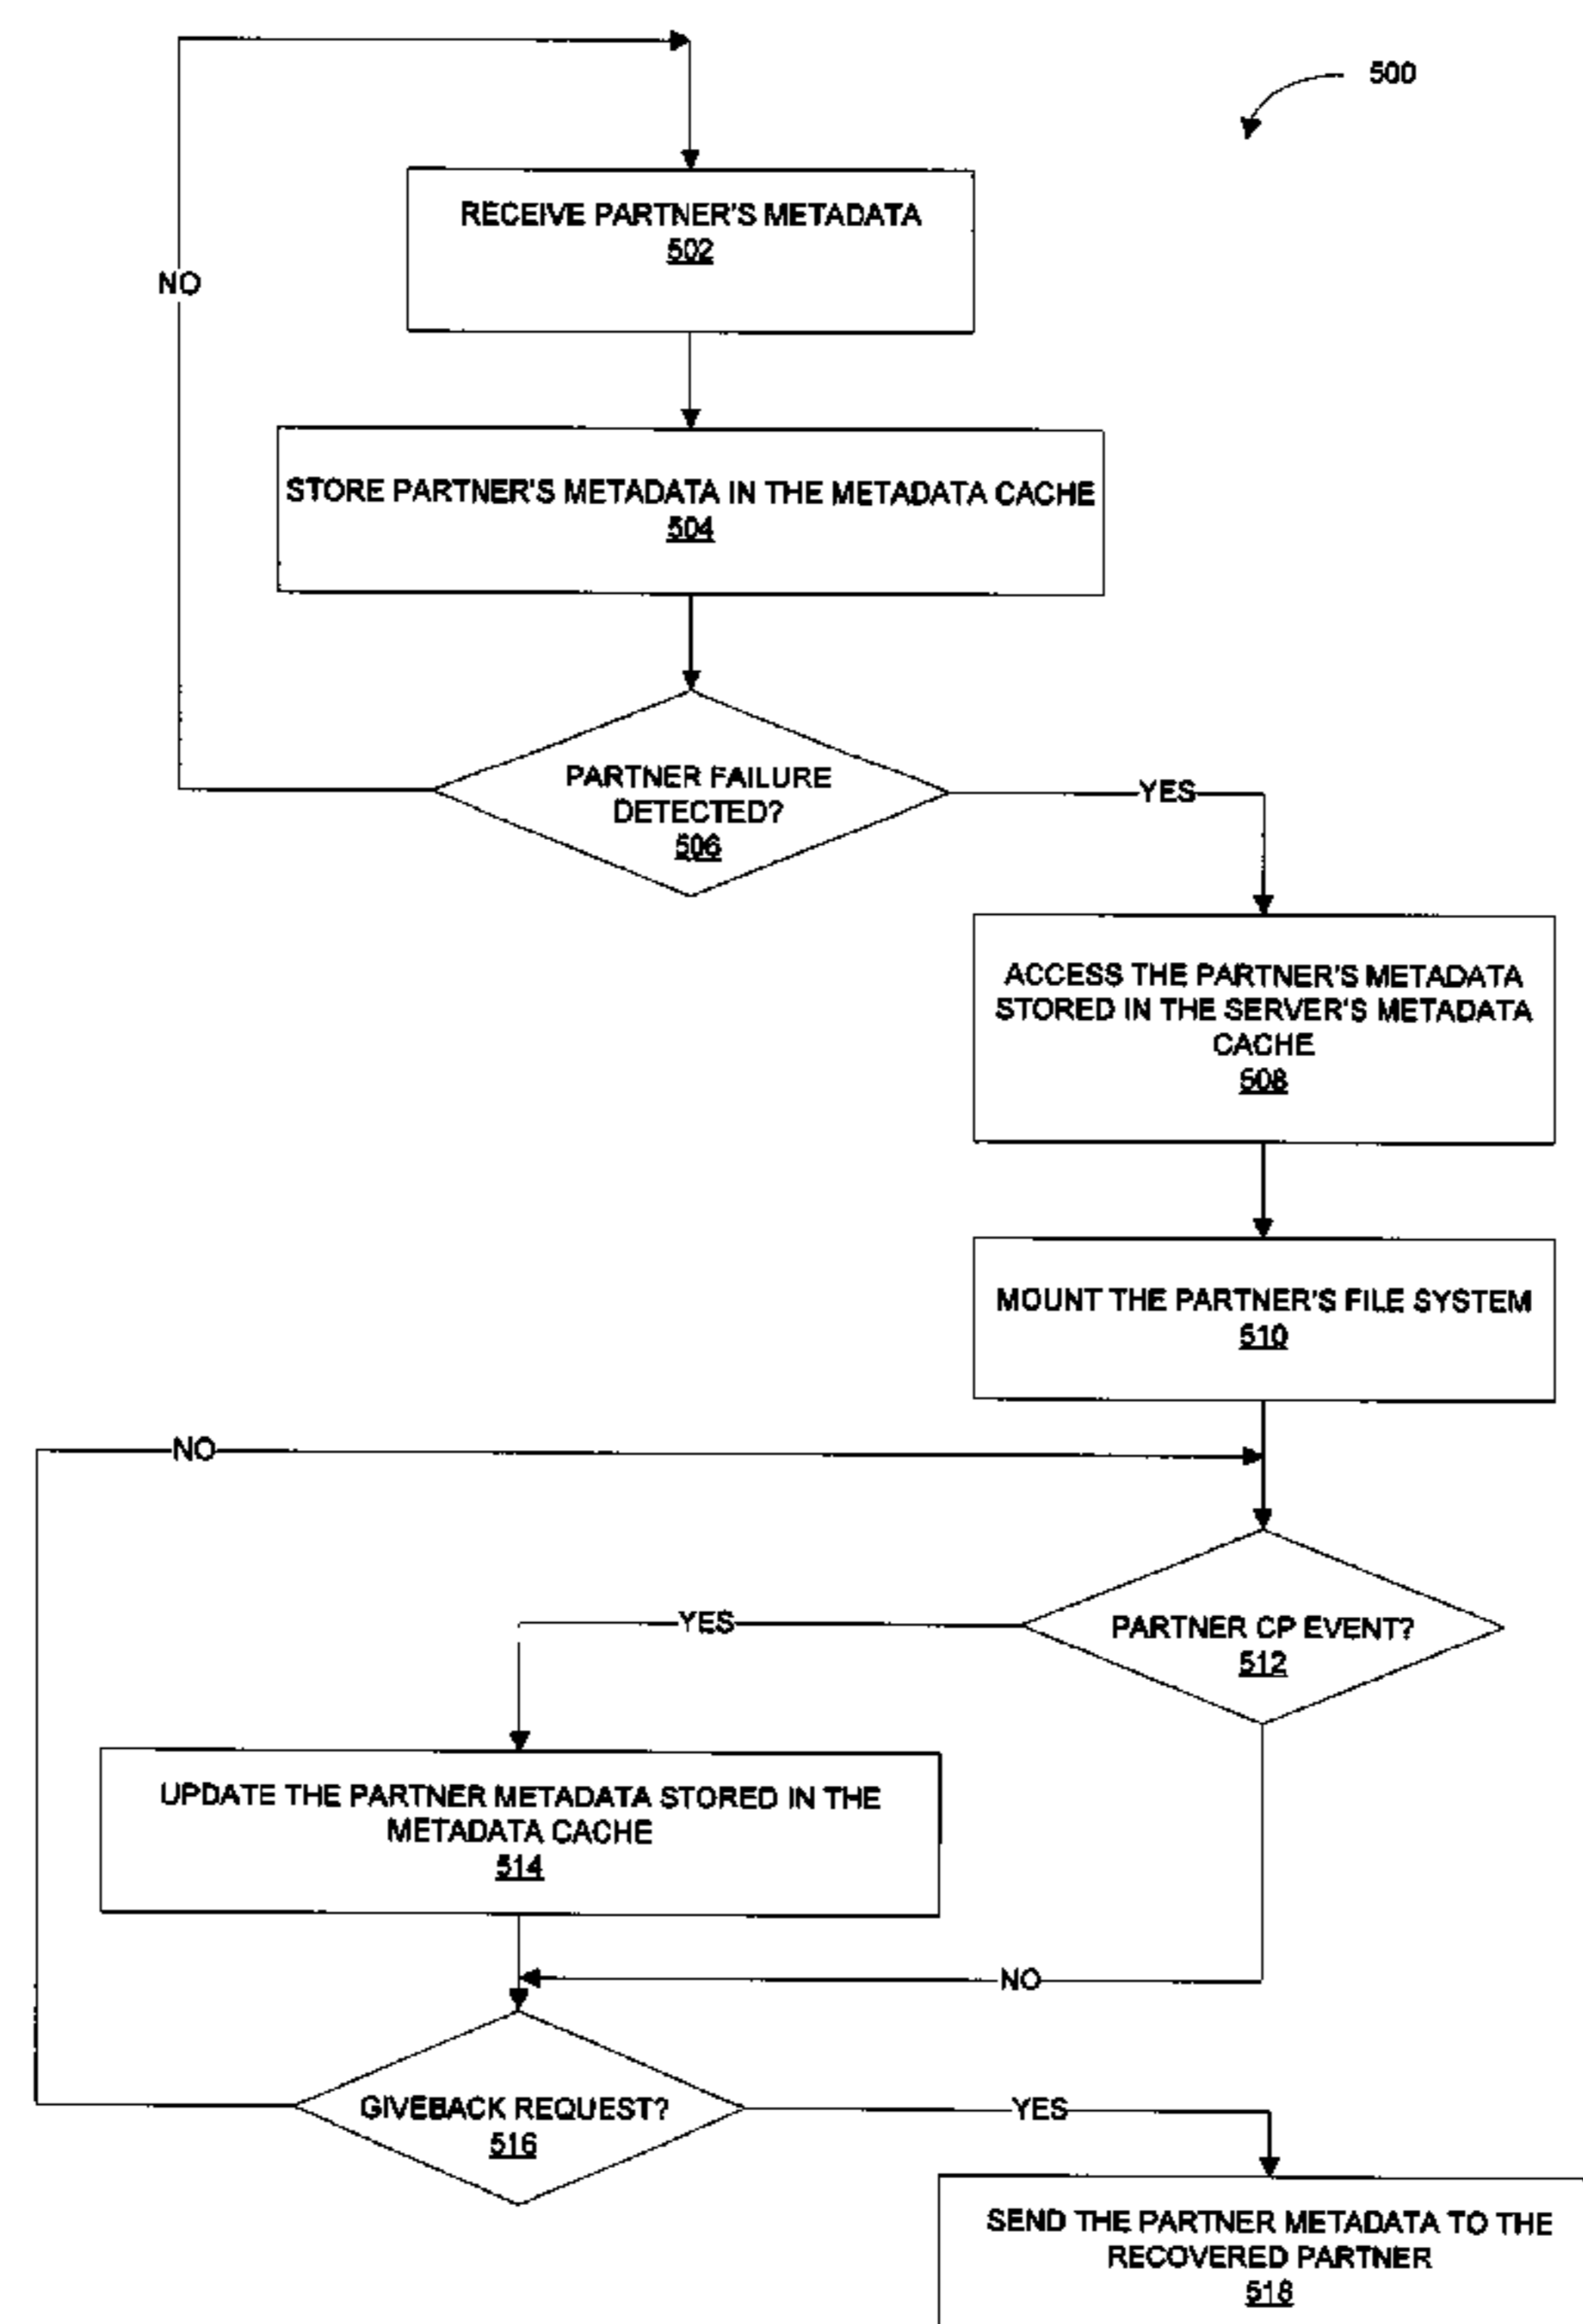 500
RECEIVE PARTNER'S METADATA
502
NO
STORE PARTNER'S METADATA IN THE METADATA CACHE
504
PARTNER FAILURE
DETECTED?
506
YES
ACCESS THE PARTNER'S METADATA
STORED IN THE SERVER'S METADATA
CACHE
508
MOUNT THE PARTNER'S FILE SYSTEM
510
NO
PARTNER CP EVENT?
512
YES
UPDATE THE PARTNER METADATA STORED IN THE
METADATA CACHE
514
NO
GIVEBACK REQUEST?
516
YES
SEND THE PARTNER METADATA TO THE
RECOVERED PARTNER
518